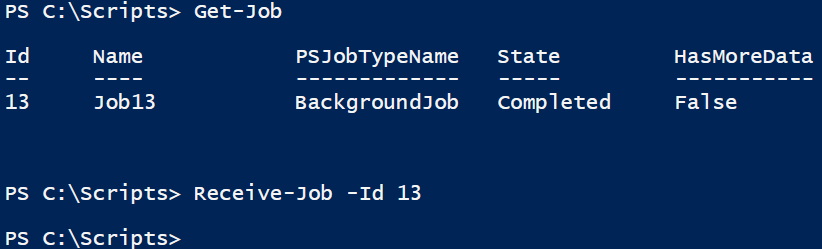 PS C:\Scripts> Get-Job
Id Name PSJobTypeName State HasMoreData
-- ---- ------------- ----- -----------
13 Job13 BackgroundJob Completed False
PS C:\Scripts> Receive-Job -Id 13
PS C:\Scripts>